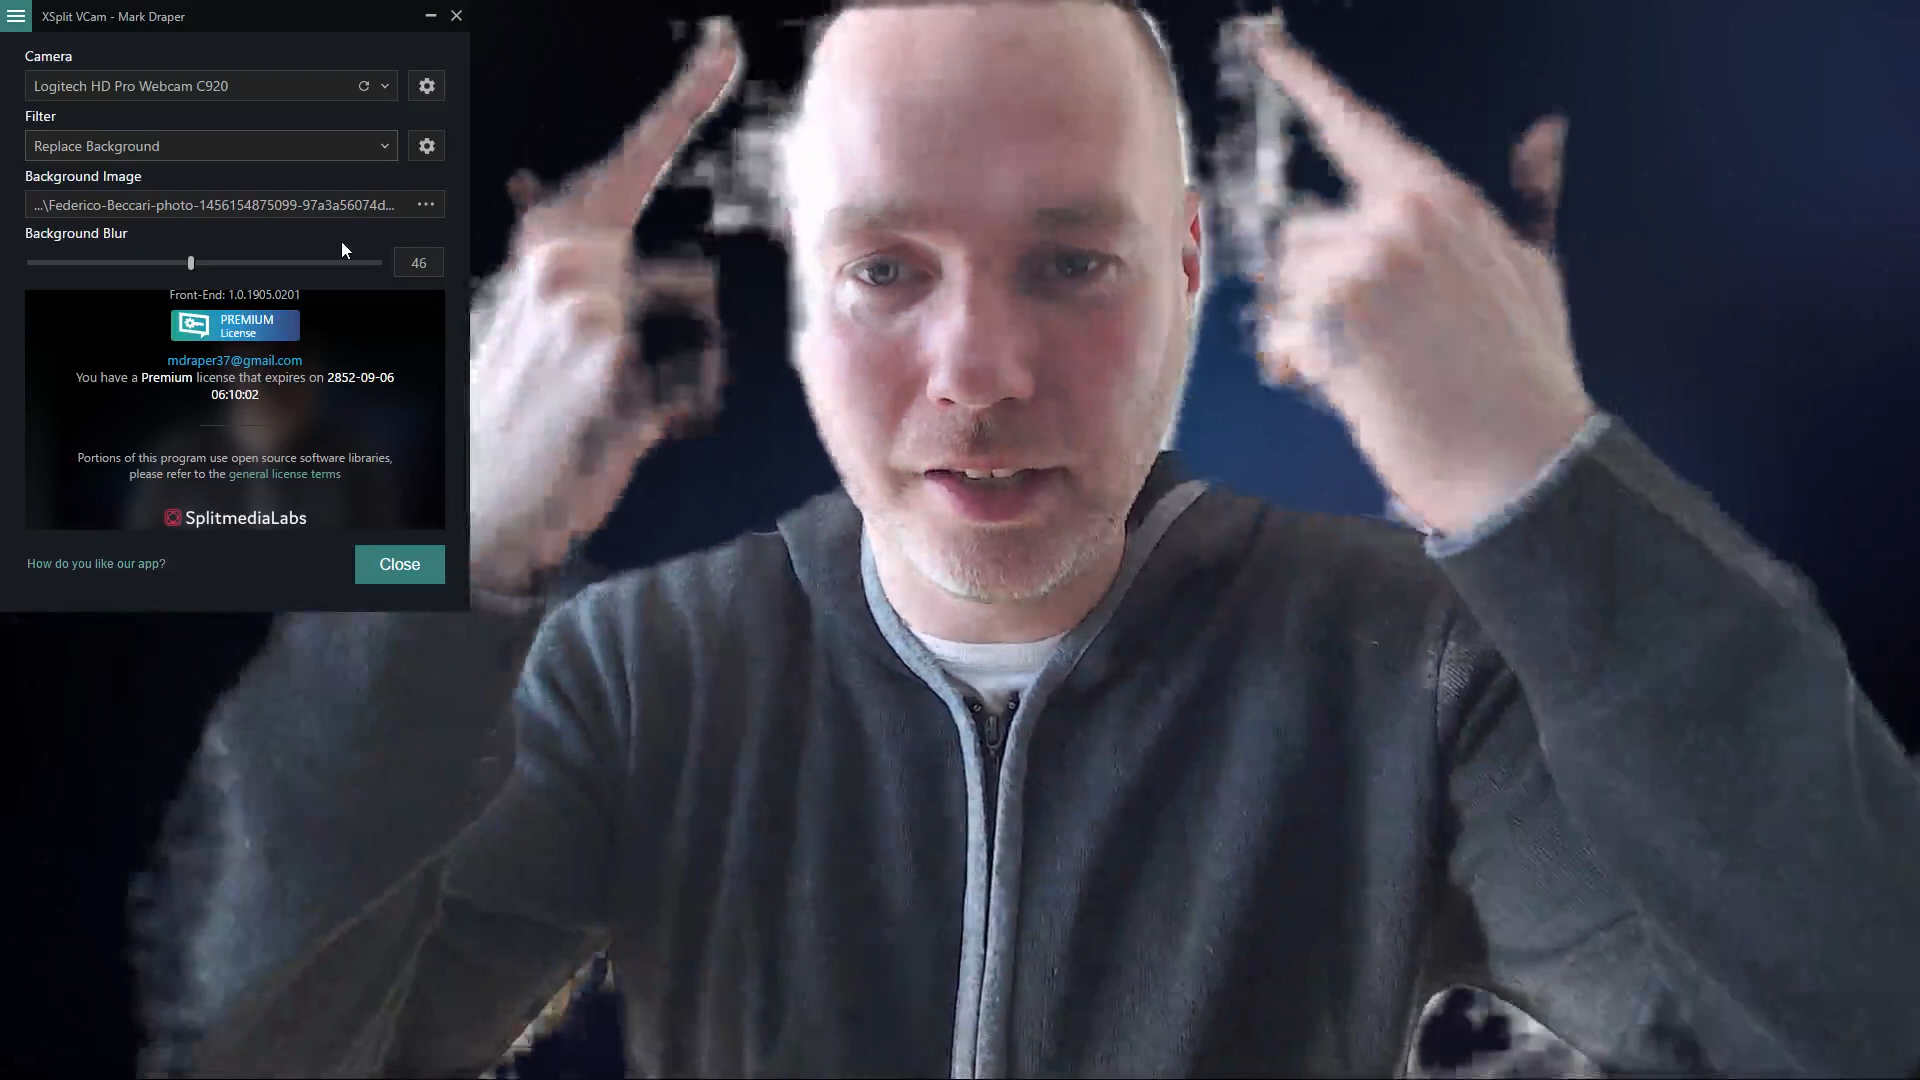 XSplit VCam - Mark Draper
Camera
Logitech HD Pro Webcam C920
Filter
Replace Background
Background Image
...\Federico-Beccari-photo-1456154875099-97a3a56074d...
Background Blur
46
Front-End: 1.0.1905.0201
PREMIUM
License
mdraper37@gmail.com
You have a Premium license that expires on 2852-09-06
06:10:02
Portions of this program use open source software libraries,
please refer to the general license terms
SplitmediaLabs
How do you like our app?
Close